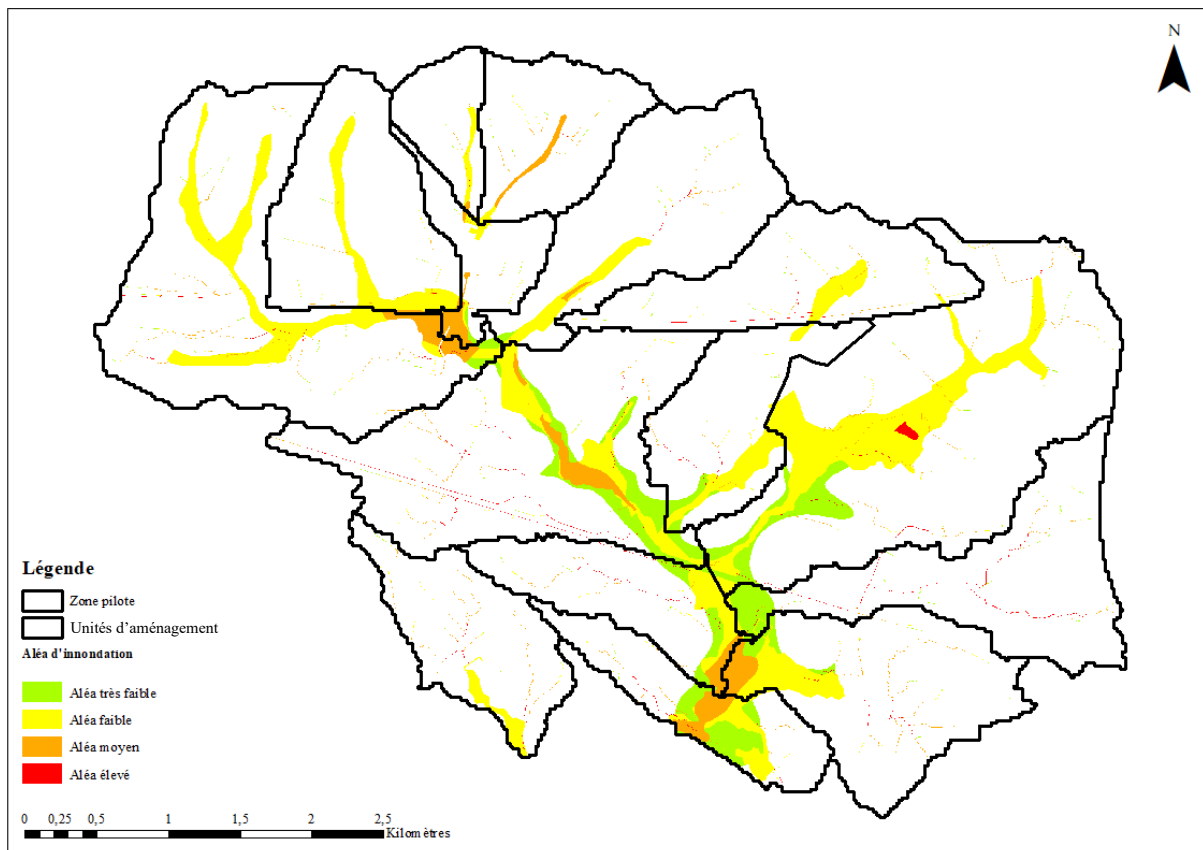 N
Légende
Zone pilote
Unités d’aménagement
Aléa d'innondation
Aléa très faible
Aléa faible
Aléa moyen
Aléa élevé
0 0,25 0,5 1 1,5 2 2,5
Kilomètres